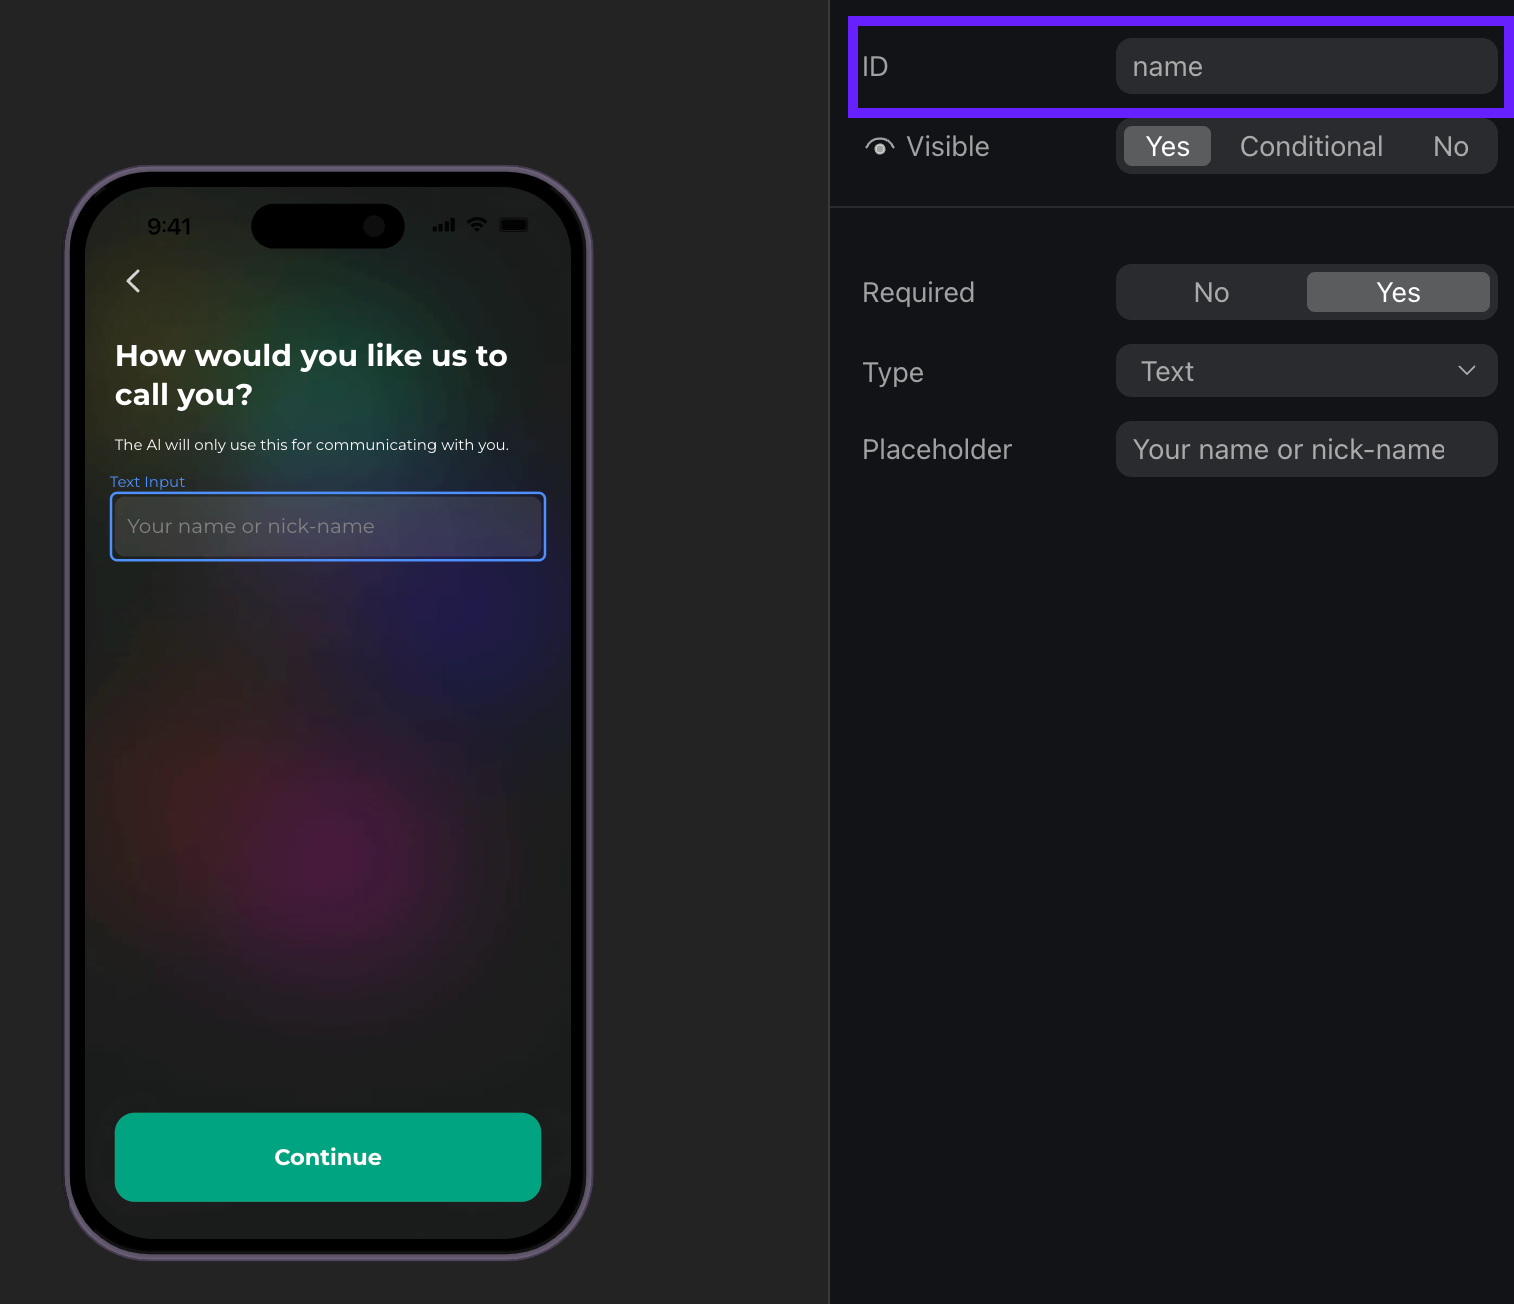 9:41
How would you like us to
call you?
The AI will only use this for communicating with you.
Text Input
Your name or nick-name
Continue
ID name
Visible Yes Conditional No
Required No Yes
Type Text
Placeholder Your name or nick-name